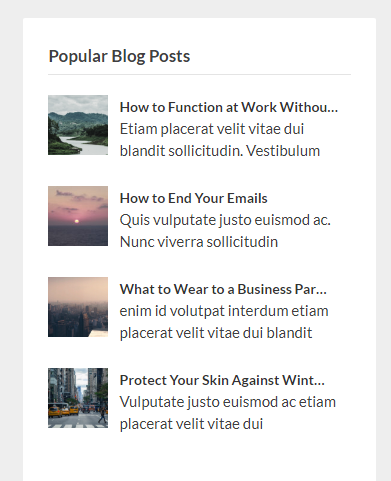 Popular Blog Posts
How to Function at Work Withou...
Etiam placerat velit vitae dui
blandit sollicitudin. Vestibulum
How to End Your Emails
Quis vulputate justo euismod ac.
Nunc viverra sollicitudin
What to Wear to a Business Par...
enim id volutpat interdum etiam
placerat velit vitae dui blandit
Protect Your Skin Against Wint...
Vulputate justo euismod ac etiam
placerat velit vitae dui